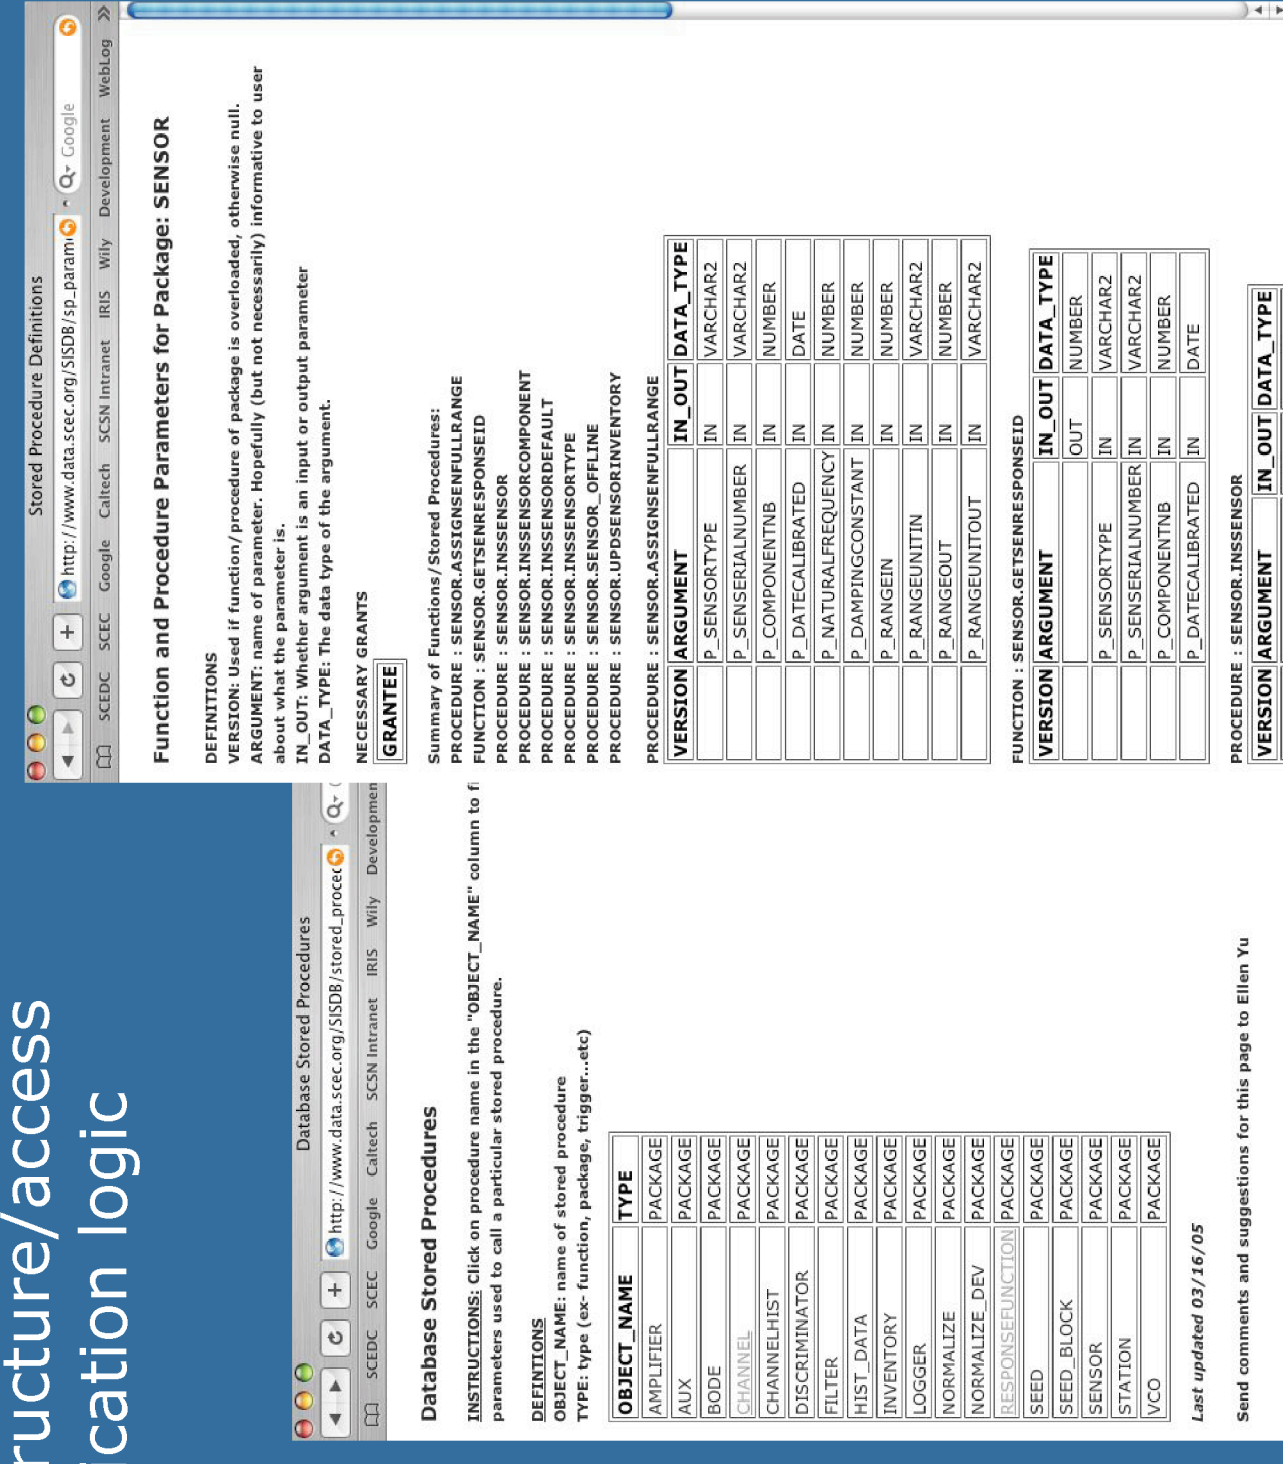 ructure/access
ication logic
Database Stored Procedures
http://www.data.scec.org/SISDB/stored_procec
SCEDC SCEC Google Caltech SCSN Intranet IRIS Wily Developmen
Database Stored Procedures
INSTRUCTIONS: Click on procedure name in the "OBJECT_NAME" column to fi
parameters used to call a particular stored procedure.
DEFINITIONS
OBJECT_NAME: name of stored procedure
TYPE: type (ex- function, package, trigger...etc)
OBJECT_NAME TYPE
AMPLIFIER PACKAGE
AUX PACKAGE
BODE PACKAGE
CHANNEL PACKAGE
CHANNELHIST PACKAGE
DISCRIMINATOR PACKAGE
FILTER PACKAGE
HIST_DATA PACKAGE
INVENTORY PACKAGE
LOGGER PACKAGE
NORMALIZE PACKAGE
NORMALIZE_DEV PACKAGE
RESPONSEFUNCTION PACKAGE
SEED PACKAGE
SEED_BLOCK PACKAGE
SENSOR PACKAGE
STATION PACKAGE
VCO PACKAGE
Last updated 03/16/05
Send comments and suggestions for this page to Ellen Yu
Stored Procedure Definitions
http://www.data.scec.org/SISDB/sp_param Google
SCEDC SCEC Google Caltech SCSN Intranet IRIS Wily Development WebLog »
Function and Procedure Parameters for Package: SENSOR
DEFINITIONS
VERSION: Used if function/procedure of package is overloaded, otherwise null.
ARGUMENT: name of parameter. Hopefully (but not necessarily) informative to user
about what the parameter is.
IN_OUT: Whether argument is an input or output parameter
DATA_TYPE: The data type of the argument.
NECESSARY GRANTS
GRANTEE
Summary of Functions/Stored Procedures:
PROCEDURE : SENSOR.ASSIGNSENFULLRANGE
FUNCTION : SENSOR.GETSENRESPONSEID
PROCEDURE : SENSOR.INSSENSOR
PROCEDURE : SENSOR.INSSENSORCOMPONENT
PROCEDURE : SENSOR.INSSENSORDEFAULT
PROCEDURE : SENSOR.INSSENSORTYPE
PROCEDURE : SENSOR.SENSOR_OFFLINE
PROCEDURE : SENSOR.UPDSENSORINVENTORY
PROCEDURE : SENSOR.ASSIGNSENFULLRANGE
VERSION ARGUMENT IN_OUT DATA_TYPE
P_SENSORTYPE IN VARCHAR2
P_SENSERIALNUMBER IN VARCHAR2
P_COMPONENTNB IN NUMBER
P_DATECALIBRATED IN DATE
P_NATURALFREQUENCY IN NUMBER
P_DAMPINGCONSTANT IN NUMBER
P_RANGEIN IN NUMBER
P_RANGEUNITIN IN VARCHAR2
P_RANGEOUT IN NUMBER
P_RANGEUNITOUT IN VARCHAR2
FUNCTION : SENSOR.GETSENRESPONSEID
VERSION ARGUMENT IN_OUT DATA_TYPE
OUT NUMBER
P_SENSORTYPE IN VARCHAR2
P_SENSERIALNUMBER IN VARCHAR2
P_COMPONENTNB IN NUMBER
P_DATECALIBRATED IN DATE
PROCEDURE : SENSOR.INSSENSOR
VERSION ARGUMENT IN_OUT DATA_TYPE